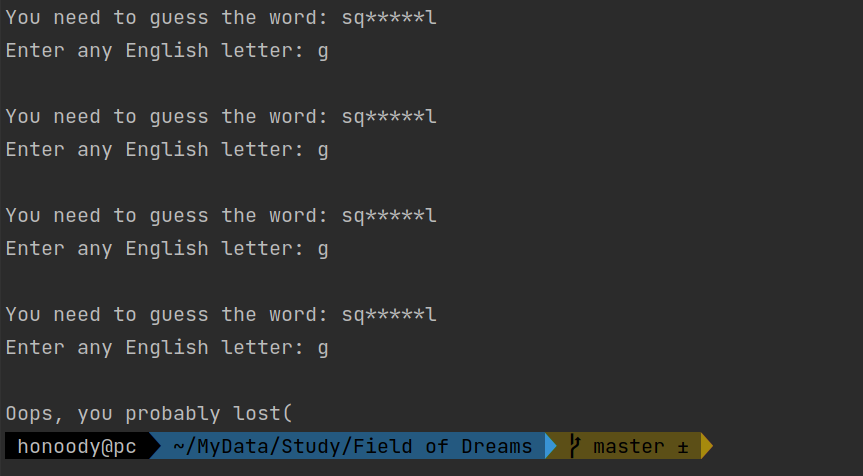 You need to guess the word: sq*****l
Enter any English letter: g
You need to guess the word: sq*****l
Enter any English letter: g
You need to guess the word: sq*****l
Enter any English letter: g
You need to guess the word: sq*****l
Enter any English letter: g
Oops, you probably lost(
honoody@pc ~/MyData/Study/Field of Dreams master ±